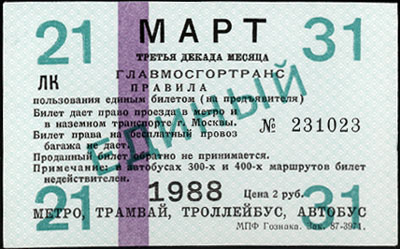 21 МАРТ 31
ТРЕТЬЯ ДЕКАДА МЕСЯЦА
ЛК ГЛАВМОСГОРТРАНС
ПРАВИЛА
пользования единым билетом (на предъявителя)
Билет дает право проезда в метро и
в наземном транспорте г. Москвы.
Билет права на бесплатный провоз
багажа не дает.
№ 231023
Проданный билет обратно не принимается.
Примечание: в автобусах 300-х и 400-х маршрутов билет
недействителен.
ЕДИНЫЙ
21 1988 Цена 2 руб. 31
МЕТРО, ТРАМВАЙ, ТРОЛЛЕЙБУС, АВТОБУС
МПФ Гознака. Зак. 87-3971.